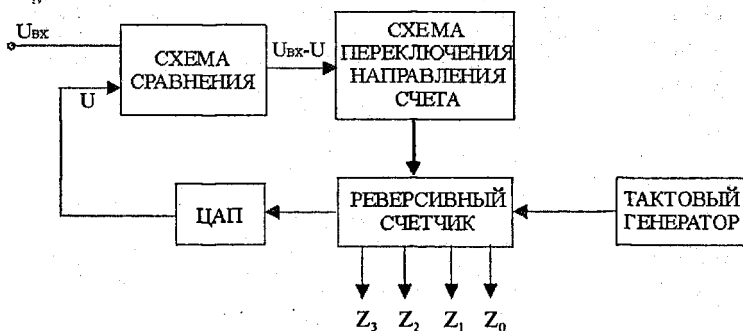 Uвх
СХЕМА
СРАВНЕНИЯ
Uвх-U
СХЕМА
ПЕРЕКЛЮЧЕНИЯ
НАПРАВЛЕНИЯ
СЧЕТА
U
ЦАП
РЕВЕРСИВНЫЙ
СЧЕТЧИК
ТАКТОВЫЙ
ГЕНЕРАТОР
Z₃ Z₂ Z₁ Z₀